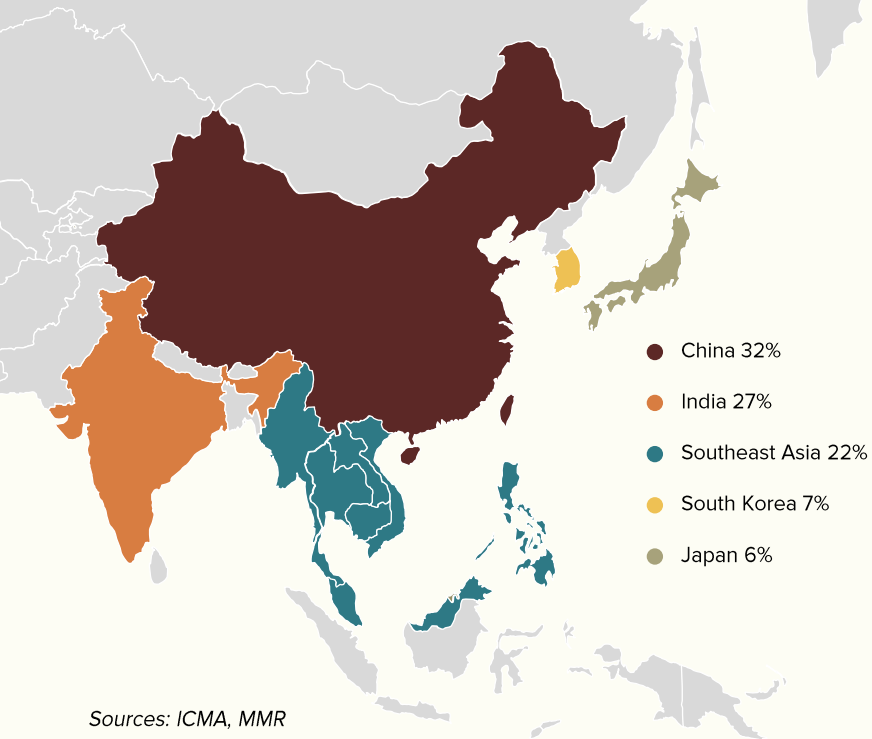 China 32%
India 27%
Southeast Asia 22%
South Korea 7%
Japan 6%
Sources: ICMA, MMR